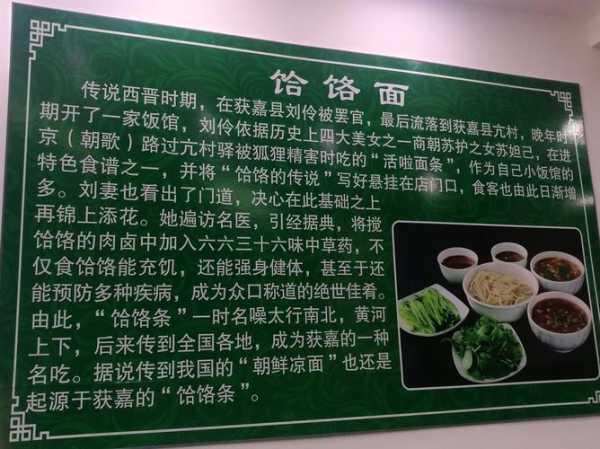 饸饹面
传说西晋时期，在获嘉县刘伶被罢官，最后流落到获嘉县亢村，晚年时
期开了一家饭馆，刘伶依据历史上四大美女之一商朝苏护之女苏妲己，在进
京（朝歌）路过亢村驿被狐狸精害时吃的“活啦面条”，作为自己小饭馆的
特色食谱之一，并将“饸饹的传说”写好悬挂在店门口，食客也由此日渐增
多。刘妻也看出了门道，决心在此基础之上
再锦上添花。她遍访名医，引经据典，将搅
饸饹的肉卤中加入六六三十六味中草药，不
仅食饸饹能充饥，还能强身健体，甚至于还
能预防多种疾病，成为众口称道的绝世佳肴。
由此，“饸饹条”一时名噪太行南北，黄河
上下，后来传到全国各地，成为获嘉的一种
名吃。据说传到我国的“朝鲜凉面”也还是
起源于获嘉的“饸饹条”。